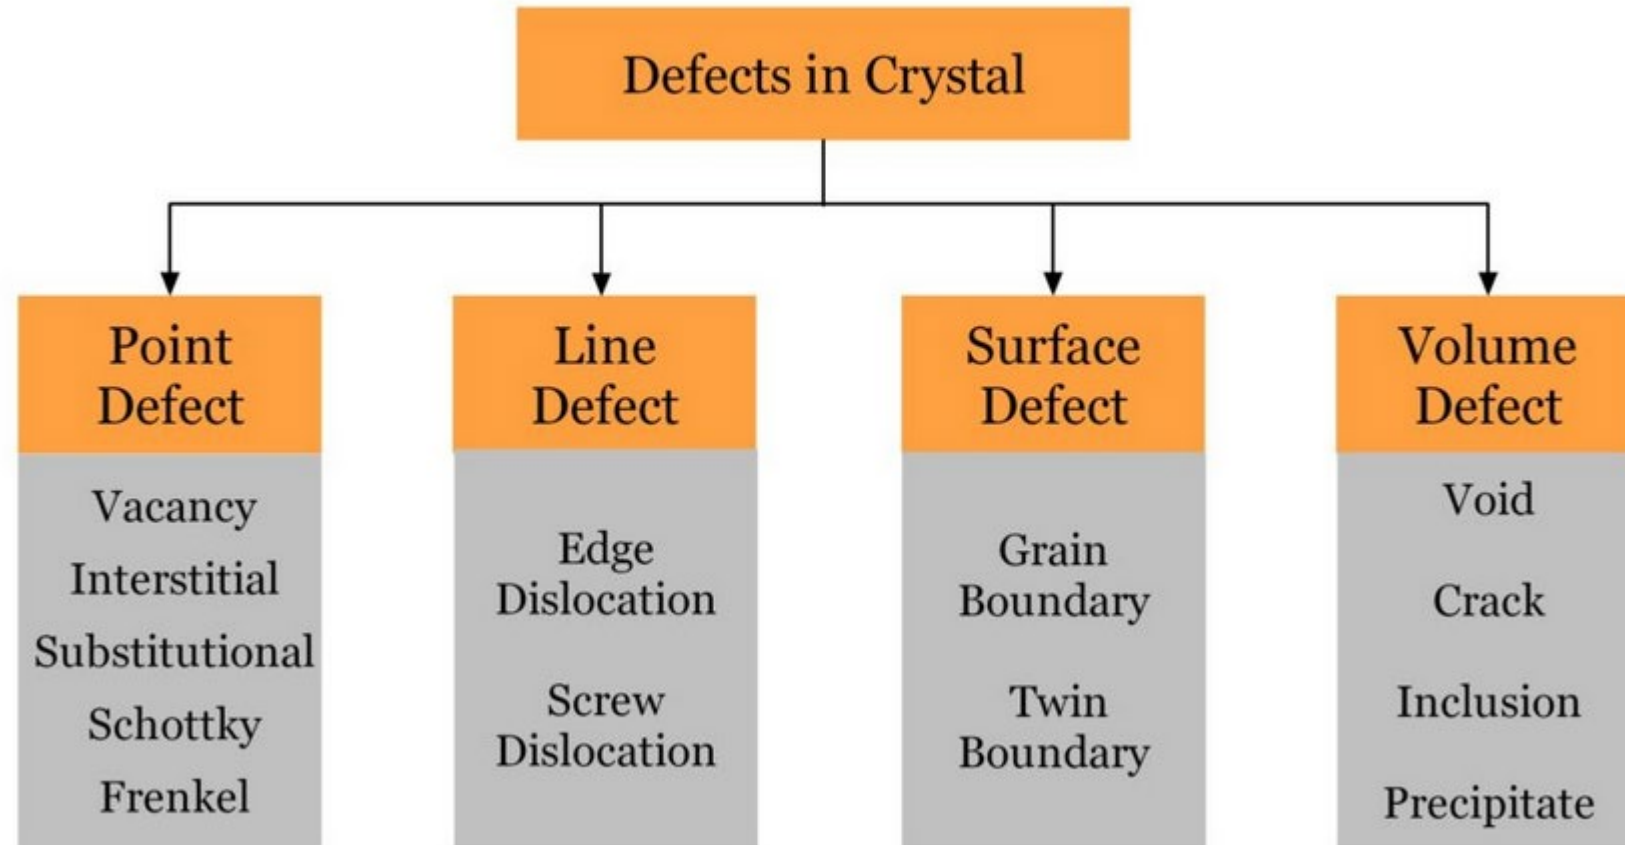 Defects in Crystal
Point
Defect
Vacancy
Interstitial
Substitutional
Schottky
Frenkel
Line
Defect
Edge
Dislocation
Screw
Dislocation
Surface
Defect
Grain
Boundary
Twin
Boundary
Volume
Defect
Void
Crack
Inclusion
Precipitate